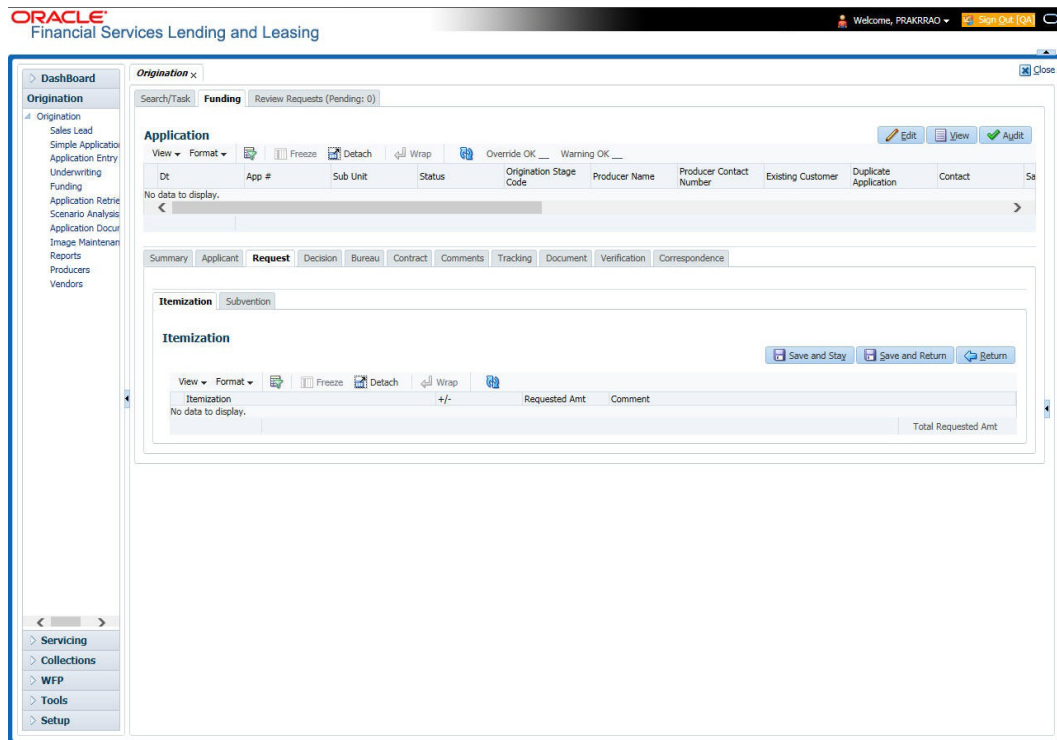 ORACLE
Financial Services Lending and Leasing
Welcome, PRAKRRAO
Sign Out [QA]
Close
DashBoard
Origination
Origination
Sales Lead
Simple Applicatio
Application Entry
Underwriting
Funding
Application Retrie
Scenario Analysis
Application Docur
Image Maintenan
Reports
Producers
Vendors
Servicing
Collections
WFP
Tools
Setup
Origination x
Search/Task Funding Review Requests (Pending: 0)
Application
Edit View Audit
View Format Freeze Detach Wrap Override OK __ Warning OK __
Dt App # Sub Unit Status Origination Stage Code Producer Name Producer Contact Number Existing Customer Duplicate Application Contact Sa
No data to display.
Summary Applicant Request Decision Bureau Contract Comments Tracking Document Verification Correspondence
Itemization Subvention
Itemization
Save and Stay Save and Return Return
View Format Freeze Detach Wrap
Itemization +/- Requested Amt Comment
No data to display.
Total Requested Amt